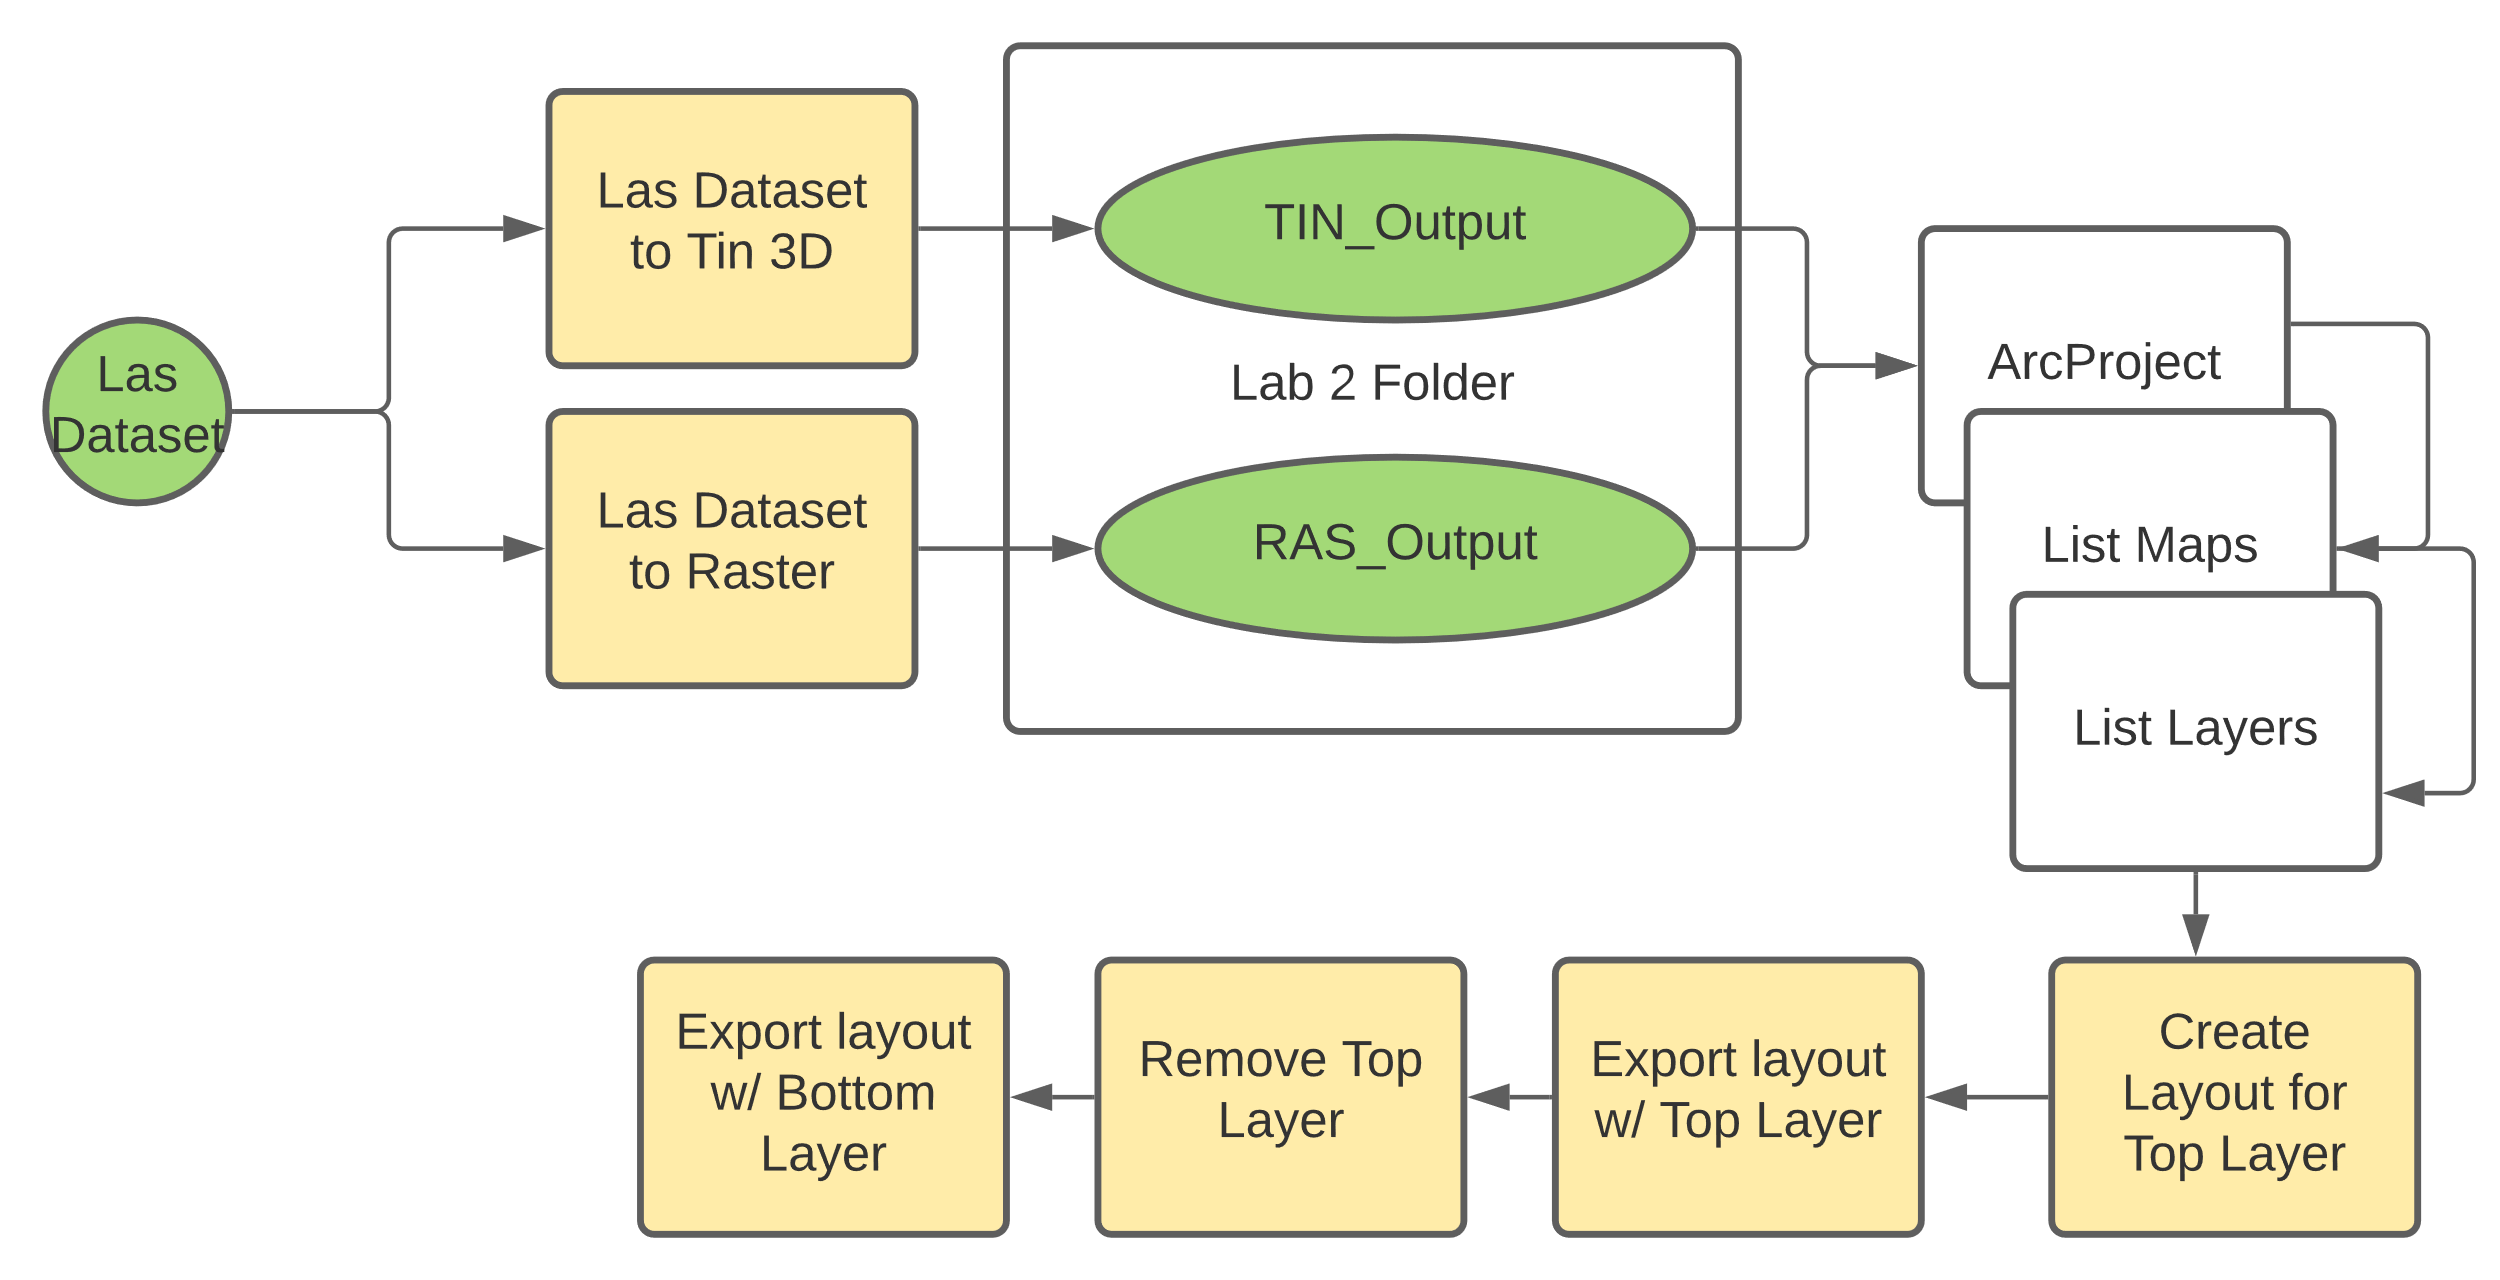 Las
Dataset
Las Dataset
to Tin 3D
Las Dataset
to Raster
TIN_Output
Lab 2 Folder
RAS_Output
ArcProject
List Maps
List Layers
Create
Layout for
Top Layer
Export layout
w/ Top Layer
Remove Top
Layer
Export layout
w/ Bottom
Layer